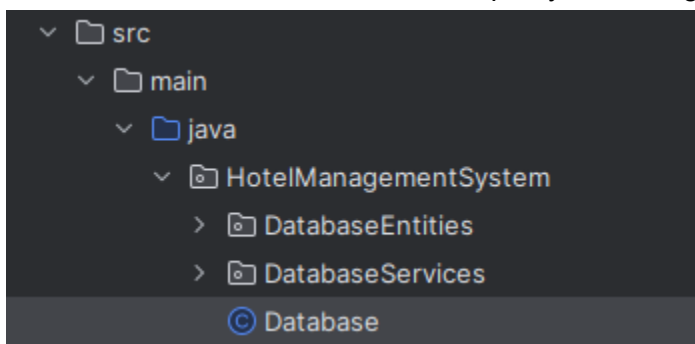 src
main
java
HotelManagementSystem
DatabaseEntities
DatabaseServices
© Database